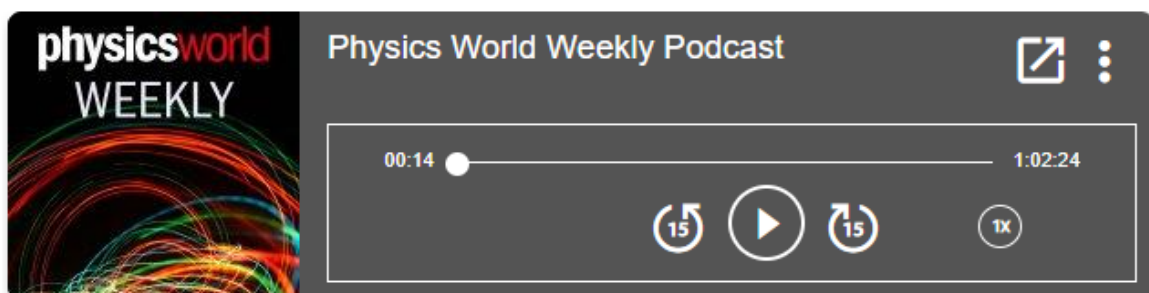 physicsworld
WEEKLY
Physics World Weekly Podcast
00:14
1:02:24
15
15
1X